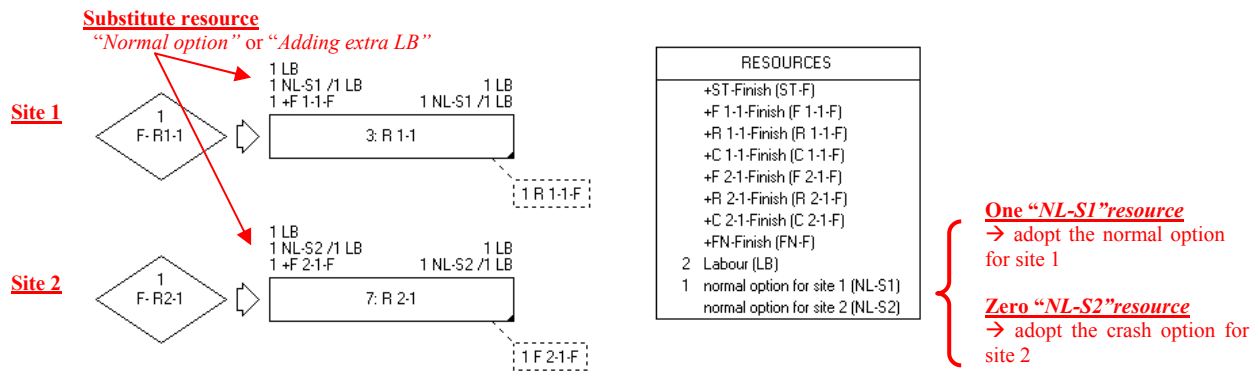 Substitute resource
"Normal option" or "Adding extra LB"
Site 1
1
F- R1-1
1 LB
1 NL-S1 /1 LB
1 +F 1-1-F
1 LB
1 NL-S1 /1 LB
3: R 1-1
1 R 1-1-F
Site 2
1
F- R2-1
1 LB
1 NL-S2 /1 LB
1 +F 2-1-F
1 LB
1 NL-S2 /1 LB
7: R 2-1
1 F 2-1-F
RESOURCES
+ST-Finish (ST-F)
+F 1-1-Finish (F 1-1-F)
+R 1-1-Finish (R 1-1-F)
+C 1-1-Finish (C 1-1-F)
+F 2-1-Finish (F 2-1-F)
+R 2-1-Finish (R 2-1-F)
+C 2-1-Finish (C 2-1-F)
+FN-Finish (FN-F)
2 Labour (LB)
1 normal option for site 1 (NL-S1)
normal option for site 2 (NL-S2)
One "NL-S1"resource
→ adopt the normal option
for site 1
Zero "NL-S2"resource
→ adopt the crash option for
site 2